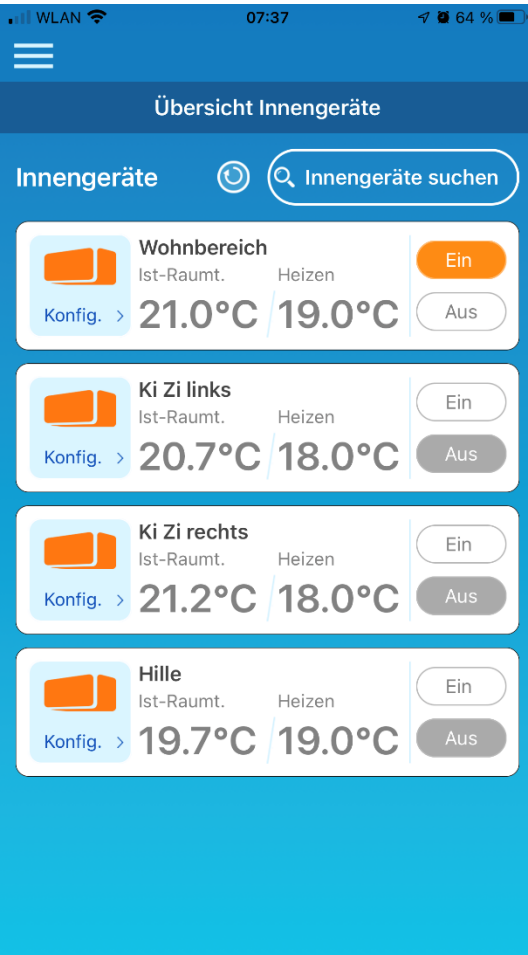 WLAN 07:37 64 %
Übersicht Innengeräte
Innengeräte Innengeräte suchen
Wohnbereich
Ist-Raumt. Heizen Ein
Konfig. > 21.0°C 19.0°C Aus
Ki Zi links
Ist-Raumt. Heizen Ein
Konfig. > 20.7°C 18.0°C Aus
Ki Zi rechts
Ist-Raumt. Heizen Ein
Konfig. > 21.2°C 18.0°C Aus
Hille
Ist-Raumt. Heizen Ein
Konfig. > 19.7°C 19.0°C Aus